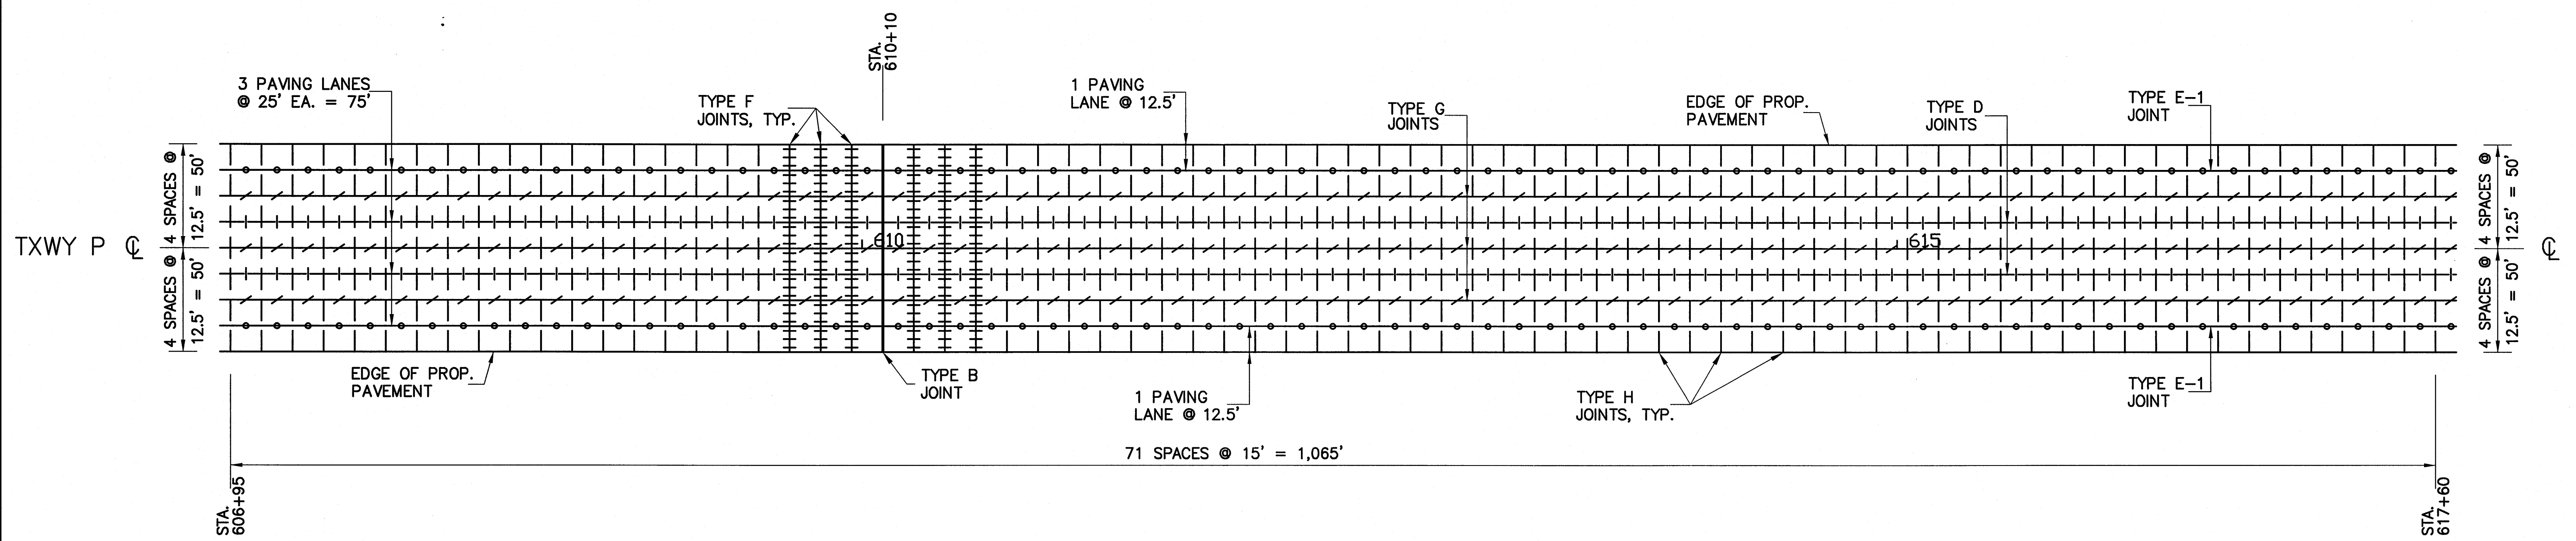 STA.
610+10
3 PAVING LANES
@ 25' EA. = 75'
TYPE F
JOINTS, TYP.
1 PAVING
LANE @ 12.5'
TYPE G
JOINTS
EDGE OF PROP.
PAVEMENT
TYPE D
JOINTS
TYPE E-1
JOINT
4 SPACES @
12.5' = 50'
4 SPACES @
12.5' = 50'
TXWY P ℄
610
615
4 SPACES @
12.5' = 50'
4 SPACES @
12.5' = 50'
℄
EDGE OF PROP.
PAVEMENT
TYPE B
JOINT
1 PAVING
LANE @ 12.5'
TYPE H
JOINTS, TYP.
TYPE E-1
JOINT
71 SPACES @ 15' = 1,065'
STA.
606+95
STA.
617+60